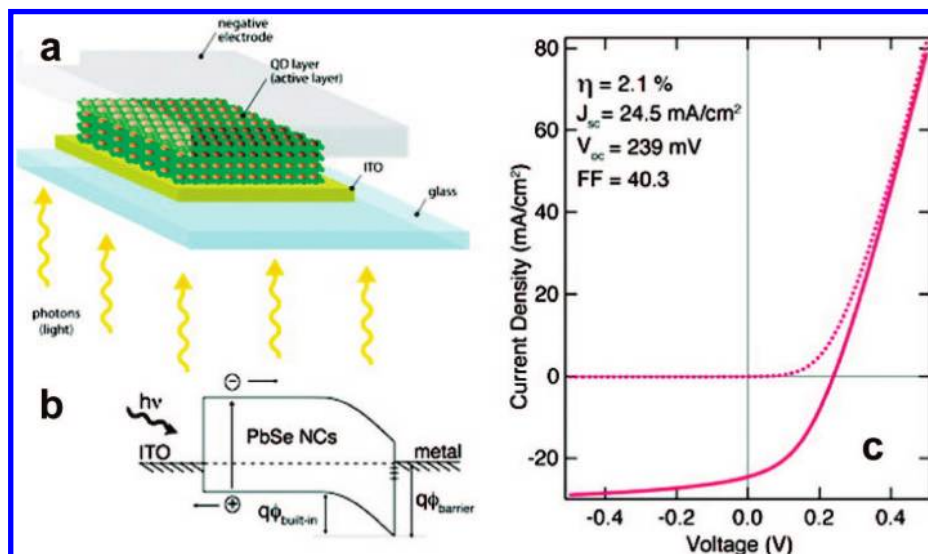 a
negative
electrode
QD layer
(active layer)
ITO
glass
photons
(light)
b
hν
ITO
PbSe NCs
metal
qϕbuilt-in
qϕbarrier
⊖
⊕
80
60
40
20
0
-20
Current Density (mA/cm²)
η = 2.1 %
Jsc = 24.5 mA/cm²
Voc = 239 mV
FF = 40.3
c
-0.4 -0.2 0.0 0.2 0.4
Voltage (V)